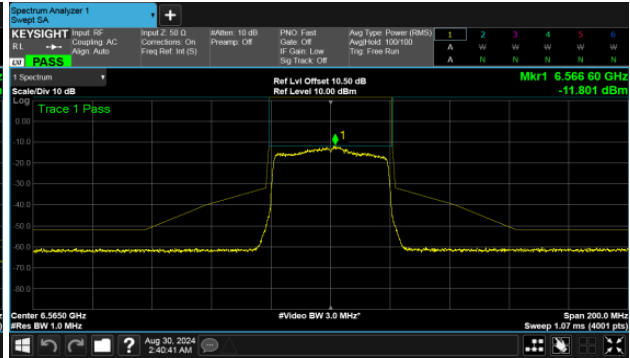 Spectrum Analyzer 1
Swept SA
+
KEYSIGHT
R L
EXT PASS
Input: RF
Coupling: AC
Align: Auto
Input Z: 50 Ω
Corrections: On
Freq Ref: Int (S)
#Atten: 10 dB
Preamp: Off
PNO: Fast
Gate: Off
IF Gain: Low
Sig Track: Off
Avg Type: Power (RMS)
Avg|Hold: 100/100
Trig: Free Run
1 2 3 4 5 6
A W W W W W
A N N N N N
1 Spectrum
Scale/Div 10 dB
Ref Lvl Offset 10.50 dB
Ref Level 10.00 dBm
Mkr1 6.566 60 GHz
-11.801 dBm
Log
Trace 1 Pass
0.00
-10.0
-20.0
-30.0
-40.0
-50.0
-60.0
-70.0
-80.0
1
Center 6.5650 GHz
#Res BW 1.0 MHz
#Video BW 3.0 MHz*
Span 200.0 MHz
Sweep 1.07 ms (4001 pts)
?
Aug 30, 2024
2:40:41 AM